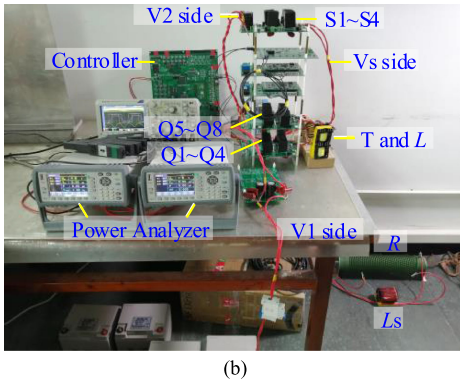 V2 side
S1~S4
Controller
Vs side
Q5~Q8
T and L
Q1~Q4
Power Analyzer
V1 side
R
Ls
(b)